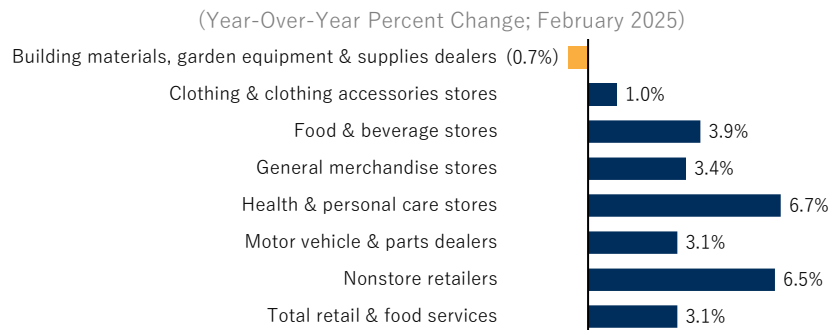 (Year-Over-Year Percent Change; February 2025)
Building materials, garden equipment & supplies dealers (0.7%)
Clothing & clothing accessories stores 1.0%
Food & beverage stores 3.9%
General merchandise stores 3.4%
Health & personal care stores 6.7%
Motor vehicle & parts dealers 3.1%
Nonstore retailers 6.5%
Total retail & food services 3.1%